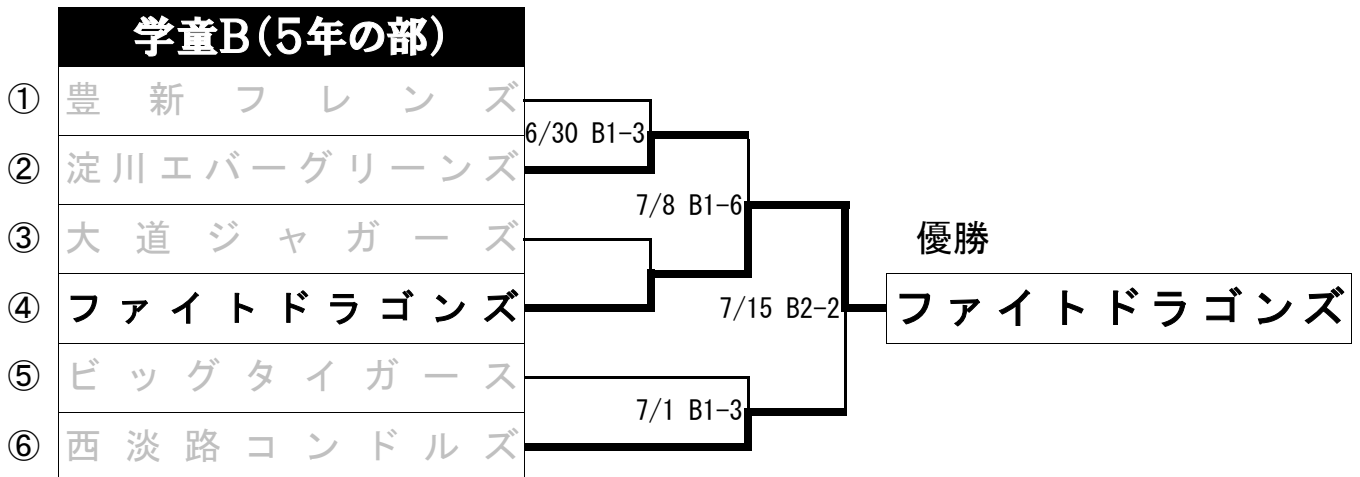 学童B(5年の部)
① 豊新フレンズ
6/30 B1-3
② 淀川エバーグリーンズ
7/8 B1-6
③ 大道ジャガーズ
優勝
④ ファイトドラゴンズ
7/15 B2-2
ファイトドラゴンズ
⑤ ビッグタイガース
7/1 B1-3
⑥ 西淡路コンドルズ